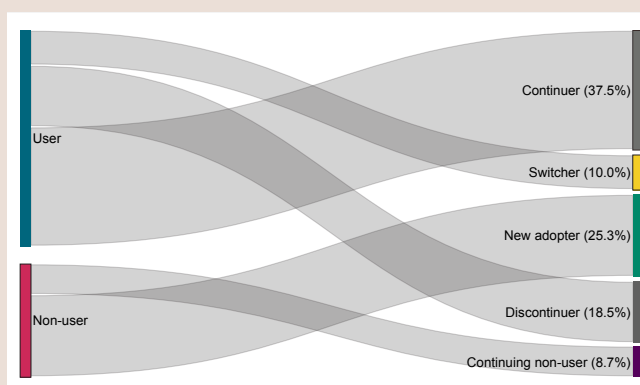 User
Non-user
Continuer (37.5%)
Switcher (10.0%)
New adopter (25.3%)
Discontinuer (18.5%)
Continuing non-user (8.7%)